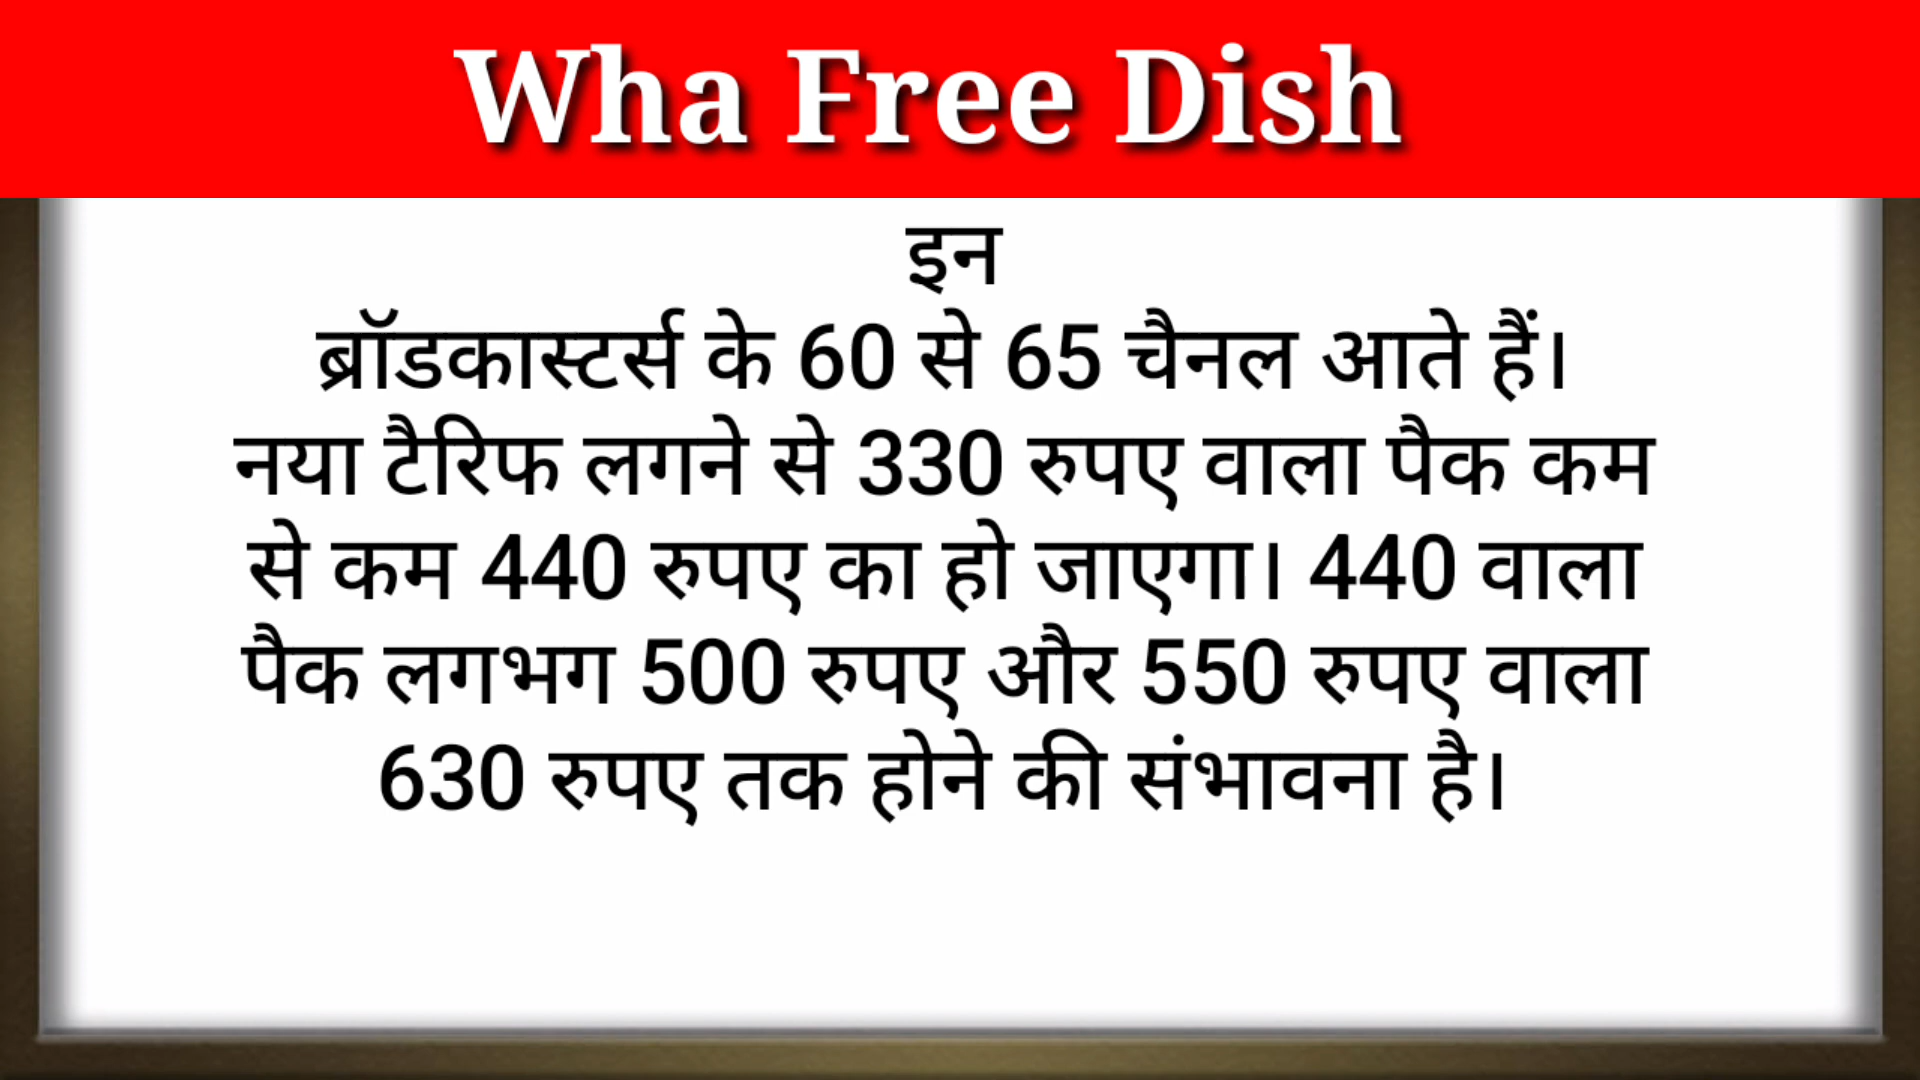 Wha Free Dish
इन
ब्रॉडकास्टर्स के 60 से 65 चैनल आते हैं।
नया टैरिफ लगने से 330 रुपए वाला पैक कम
से कम 440 रुपए का हो जाएगा। 440 वाला
पैक लगभग 500 रुपए और 550 रुपए वाला
630 रुपए तक होने की संभावना है।